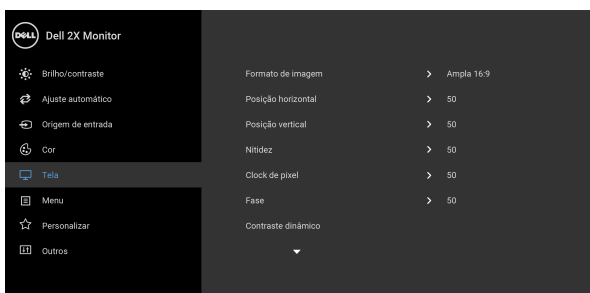 DELL Dell 2X Monitor
Brilho/contraste
Ajuste automático
Origem de entrada
Cor
Tela
Menu
Personalizar
Outros
Formato de imagem > Ampla 16:9
Posição horizontal > 50
Posição vertical > 50
Nitidez > 50
Clock de pixel > 50
Fase > 50
Contraste dinâmico